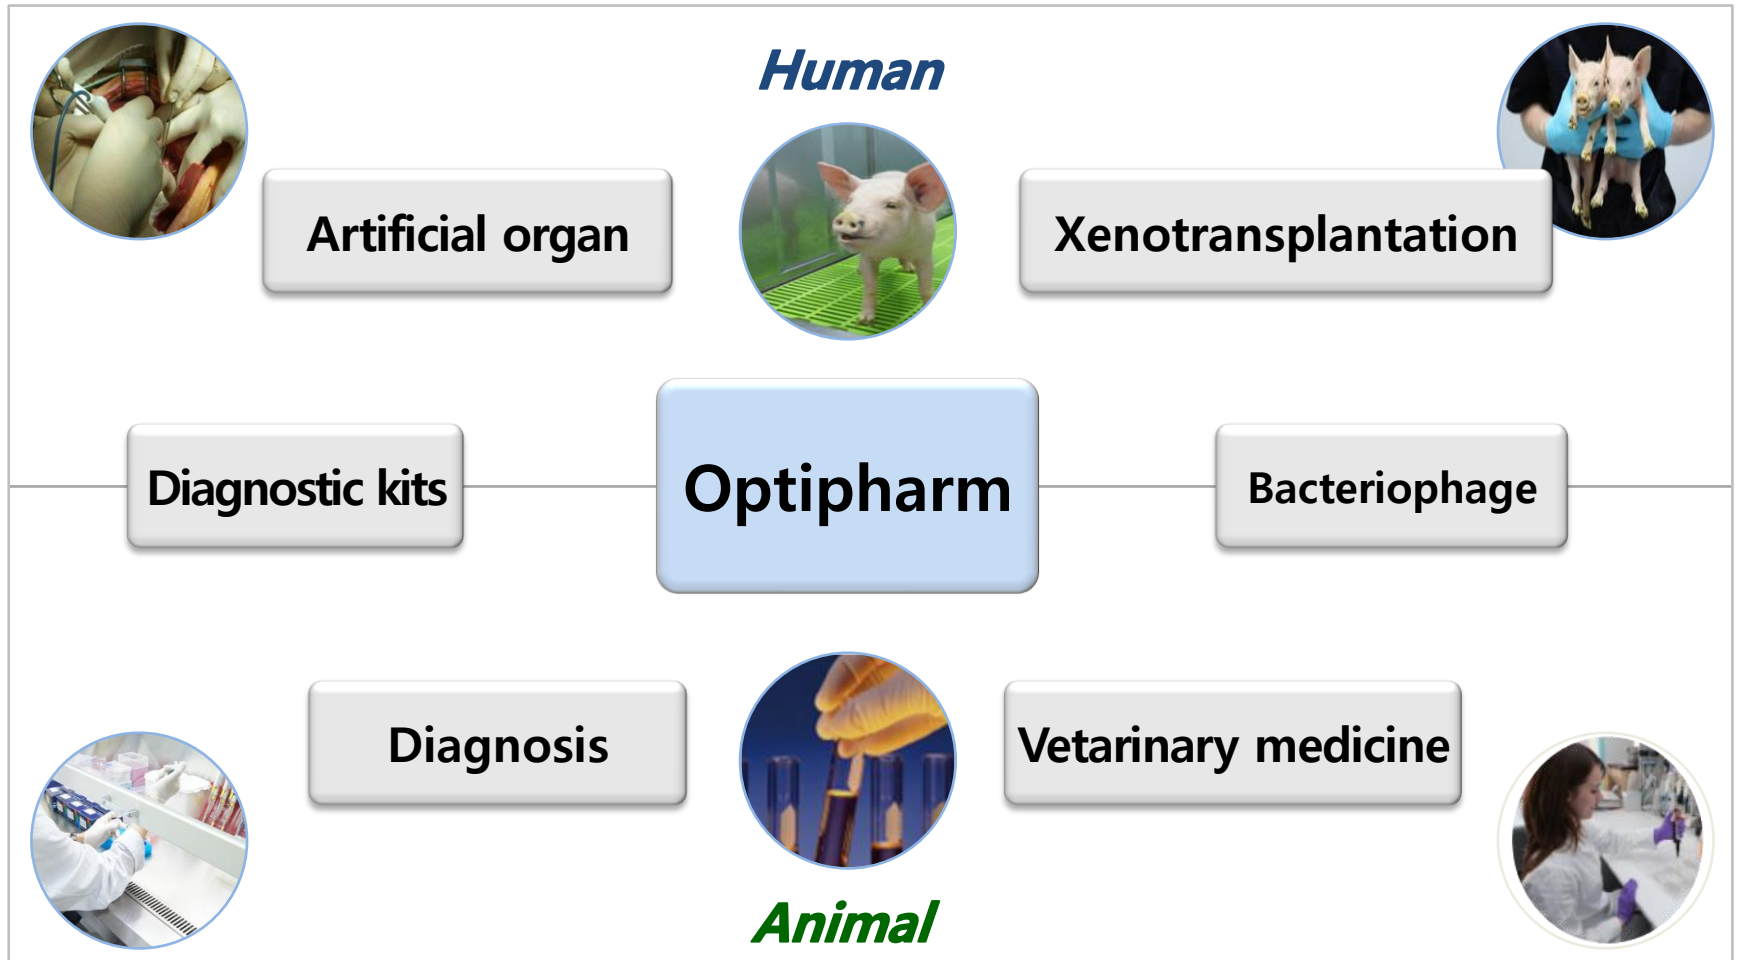 Human
Artificial organ
Xenotransplantation
Diagnostic kits
Optipharm
Bacteriophage
Diagnosis
Vetarinary medicine
Animal